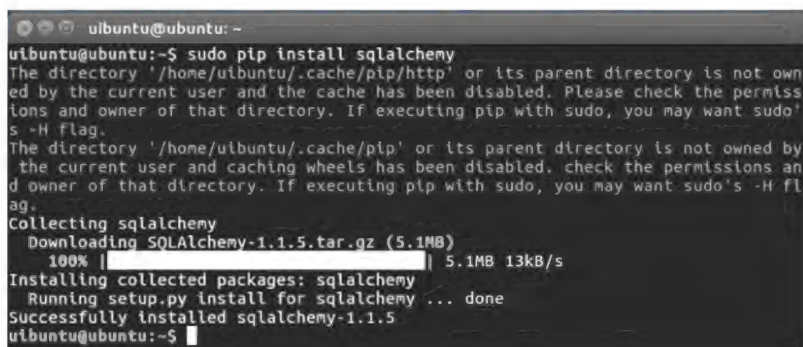 uibuntu@ubuntu: ~
uibuntu@ubuntu:~$ sudo pip install sqlalchemy
The directory '/home/uibuntu/.cache/pip/http' or its parent directory is not own
ed by the current user and the cache has been disabled. Please check the permiss
ions and owner of that directory. If executing pip with sudo, you may want sudo'
s -H flag.
The directory '/home/uibuntu/.cache/pip' or its parent directory is not owned by
 the current user and caching wheels has been disabled. check the permissions an
d owner of that directory. If executing pip with sudo, you may want sudo's -H fl
ag.
Collecting sqlalchemy
  Downloading SQLAlchemy-1.1.5.tar.gz (5.1MB)
    100% |████████████████████████████████| 5.1MB 13kB/s
Installing collected packages: sqlalchemy
  Running setup.py install for sqlalchemy ... done
Successfully installed sqlalchemy-1.1.5
uibuntu@ubuntu:~$